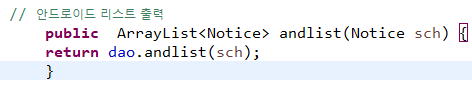 // 안드로이드 리스트 출력
public  ArrayList<Notice> andlist(Notice sch) {
return dao.andlist(sch);
}